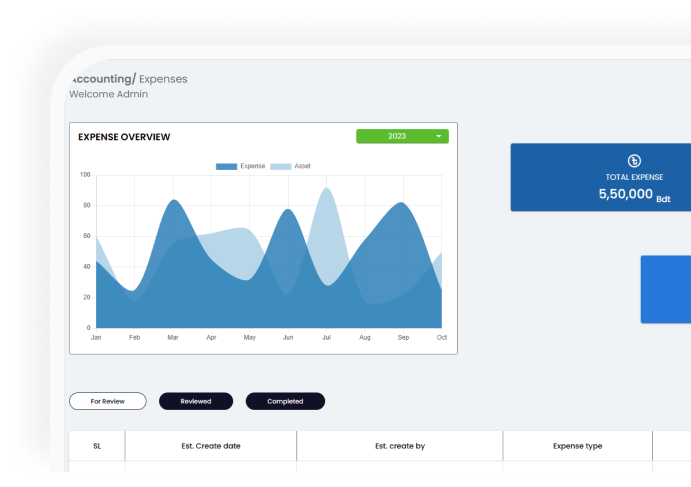 Accounting/ Expenses
Welcome Admin
EXPENSE OVERVIEW
2023
Expense Asset
100
80
60
40
20
0
Jan Feb Mar Apr May Jun Jul Aug Sep Oct
৳
TOTAL EXPENSE
5,50,000 Bdt
For Review Reviewed Completed
SL Est. Create date Est. create by Expense type